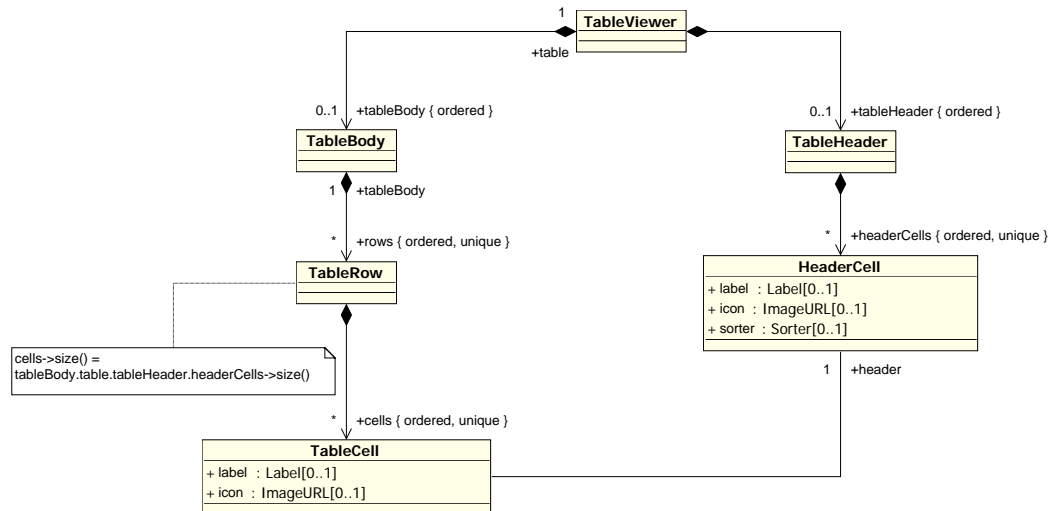 1
TableViewer
+table
0..1 +tableBody { ordered }
0..1 +tableHeader { ordered }
TableBody
TableHeader
1 +tableBody
* +rows { ordered, unique }
* +headerCells { ordered, unique }
TableRow
HeaderCell
+ label : Label[0..1]
+ icon : ImageURL[0..1]
+ sorter : Sorter[0..1]
cells->size() =
tableBody.table.tableHeader.headerCells->size()
1 +header
* +cells { ordered, unique }
TableCell
+ label : Label[0..1]
+ icon : ImageURL[0..1]